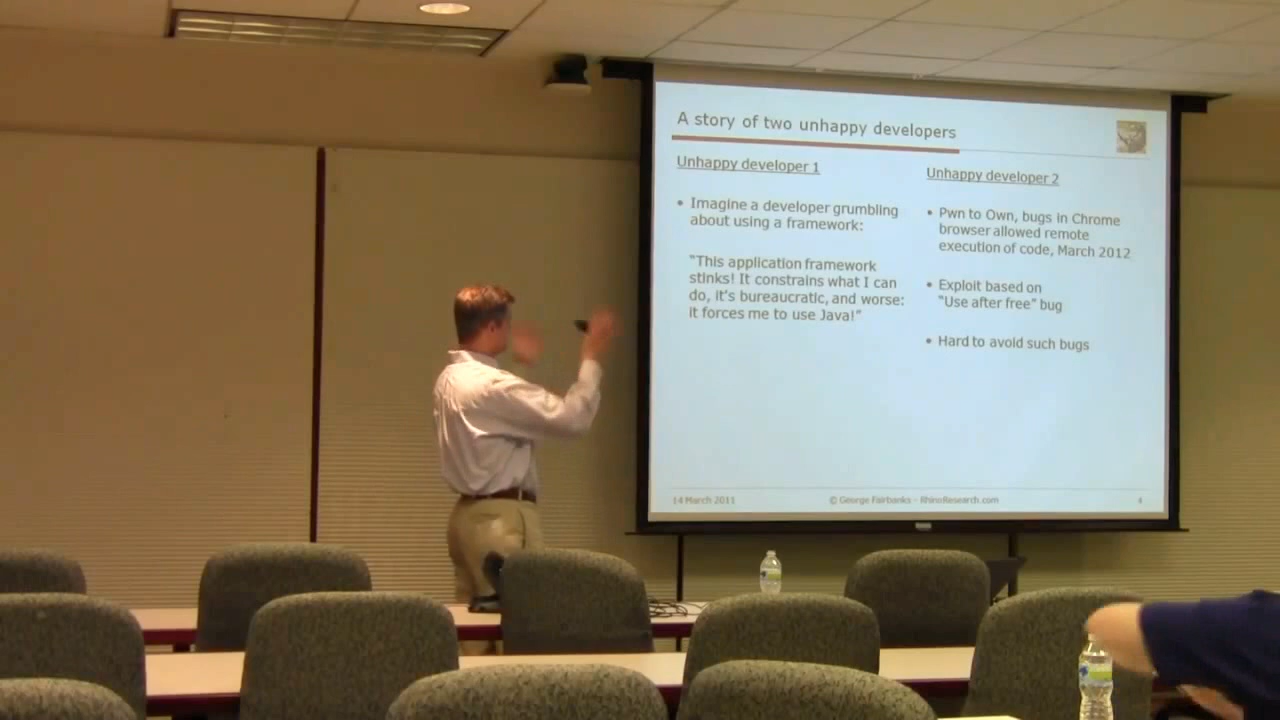 A story of two unhappy developers
Unhappy developer 1
• Imagine a developer grumbling
about using a framework:
“This application framework
stinks! It constrains what I can
do, it’s bureaucratic, and worse:
it forces me to use Java!”
Unhappy developer 2
• Pwn to Own, bugs in Chrome
browser allowed remote
execution of code, March 2012
• Exploit based on
“Use after free” bug
• Hard to avoid such bugs
14 March 2011
© George Fairbanks - RhinoResearch.com
4